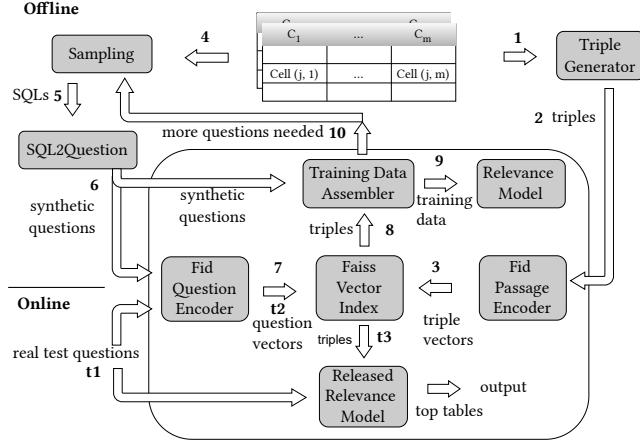 Offline
C
C
C1 ... Cm
Cell (j, 1) ... Cell (j, m)
4
1
Sampling
Triple
Generator
SQLs 5
2 triples
more questions needed 10
SQL2Question
6
synthetic
questions
synthetic
questions
Training Data
Assembler
9
training
data
Relevance
Model
triples 8
Fid
Question
Encoder
7
t2
question
vectors
Faiss
Vector
Index
3
triple
vectors
Fid
Passage
Encoder
Online
real test questions
t1
triples t3
Released
Relevance
Model
output
top tables